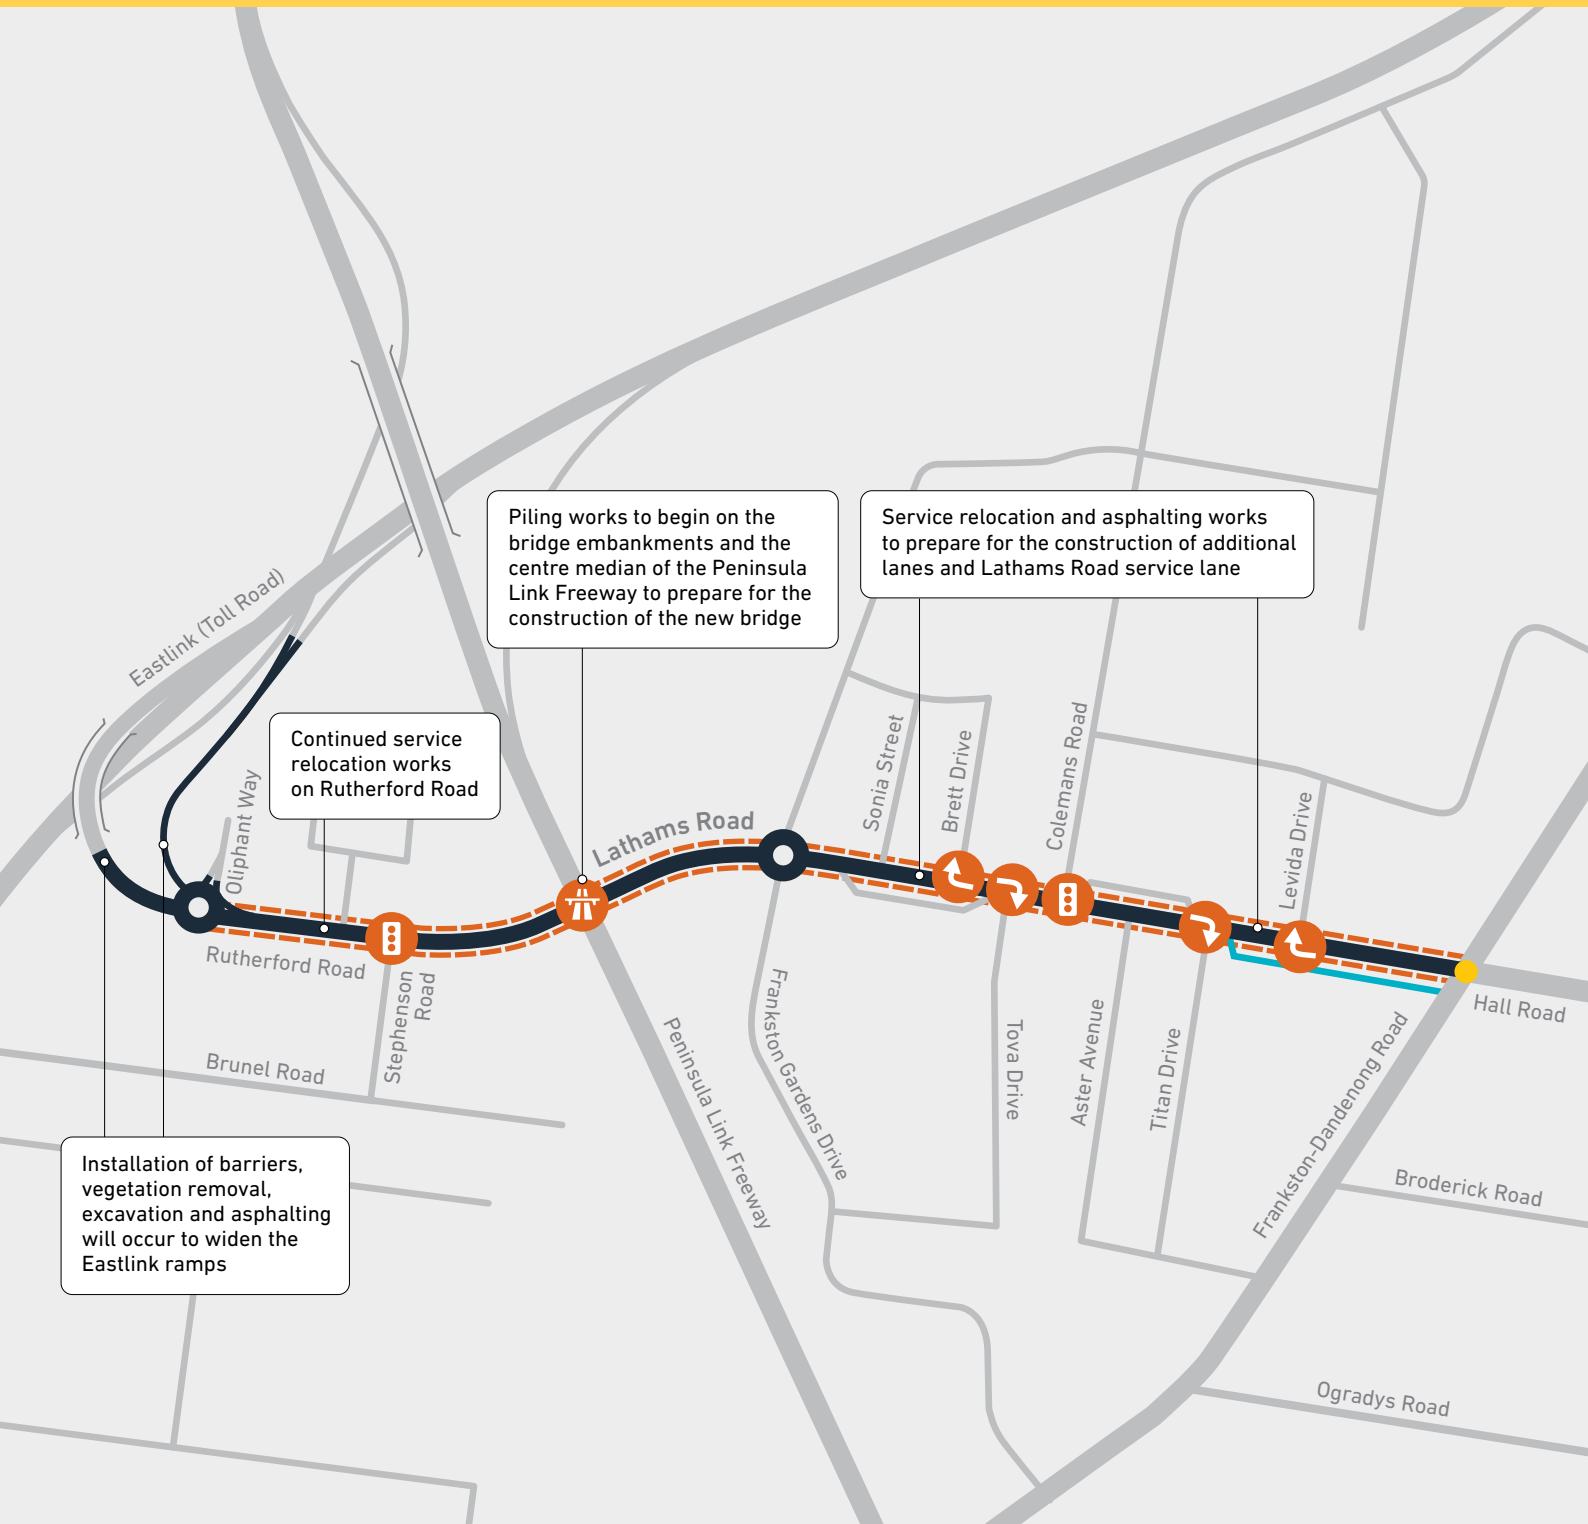 Piling works to begin on the
bridge embankments and the
centre median of the Peninsula
Link Freeway to prepare for the
construction of the new bridge
Service relocation and asphalting works
to prepare for the construction of additional
lanes and Lathams Road service lane
Eastlink (Toll Road)
Continued service
relocation works
on Rutherford Road
Oliphant Way
Lathams Road
Sonia Street
Brett Drive
Colemans Road
Levida Drive
Rutherford Road
Stephenson
Road
Brunel Road
Peninsula Link Freeway
Frankston Gardens Drive
Tova Drive
Aster Avenue
Titan Drive
Frankston-Dandenong Road
Hall Road
Broderick Road
Installation of barriers,
vegetation removal,
excavation and asphalting
will occur to widen the
Eastlink ramps
Ogradys Road